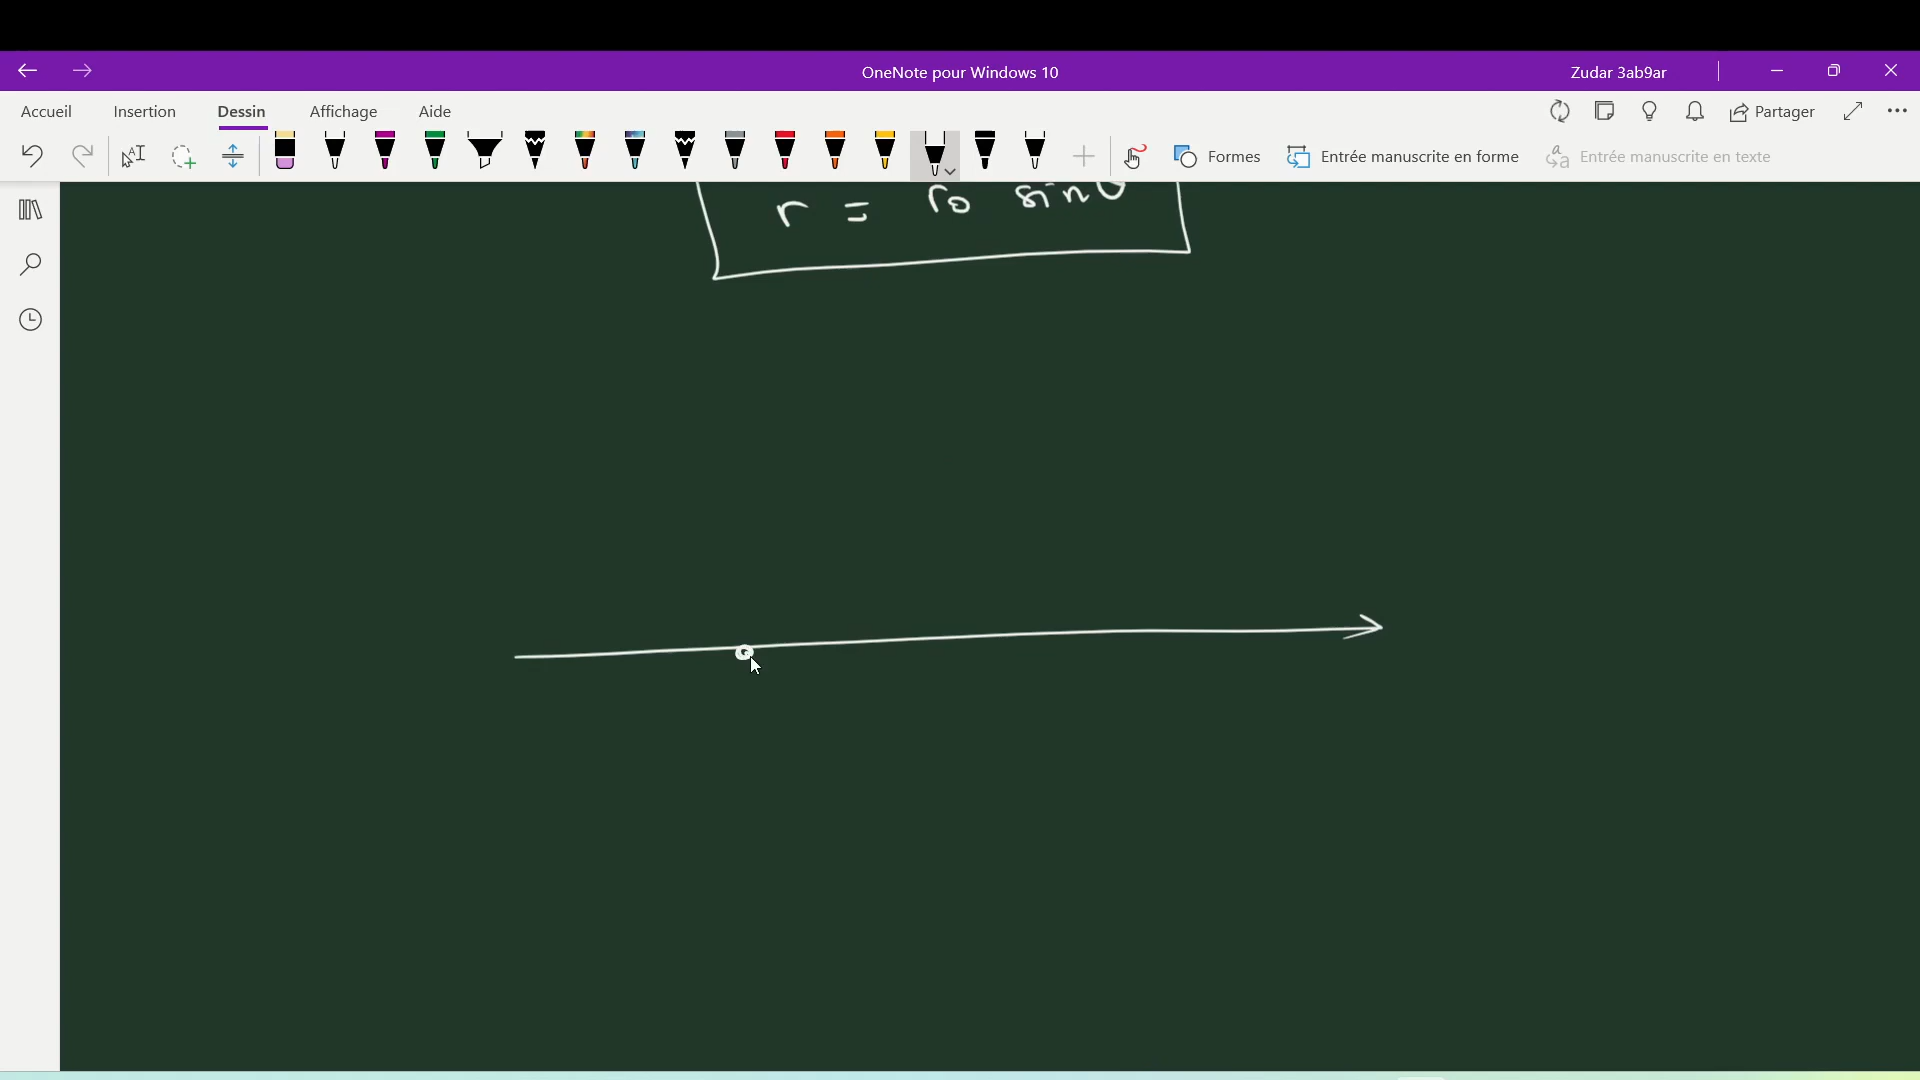 OneNote pour Windows 10
Zudar 3ab9ar
Accueil Insertion Dessin Affichage Aide
Partager
Formes
Entrée manuscrite en forme
Entrée manuscrite en texte
r = r0 sin